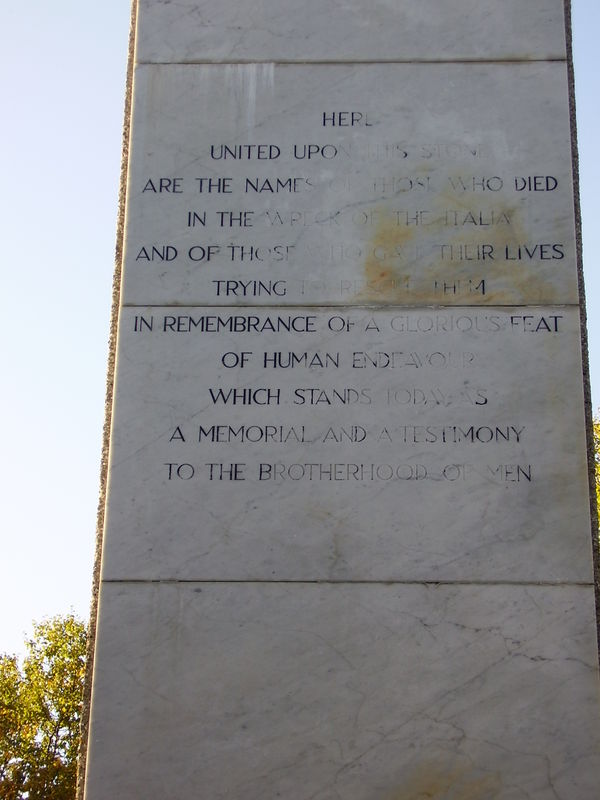 HERE
UNITED UPON THIS STONE
ARE THE NAMES OF THOSE WHO DIED
IN THE WRECK OF THE ITALIA
AND OF THOSE WHO GAVE THEIR LIVES
TRYING TO RESCUE THEM
IN REMEMBRANCE OF A GLORIOUS FEAT
OF HUMAN ENDEAVOUR
WHICH STANDS TODAY AS
A MEMORIAL AND A TESTIMONY
TO THE BROTHERHOOD OF MEN